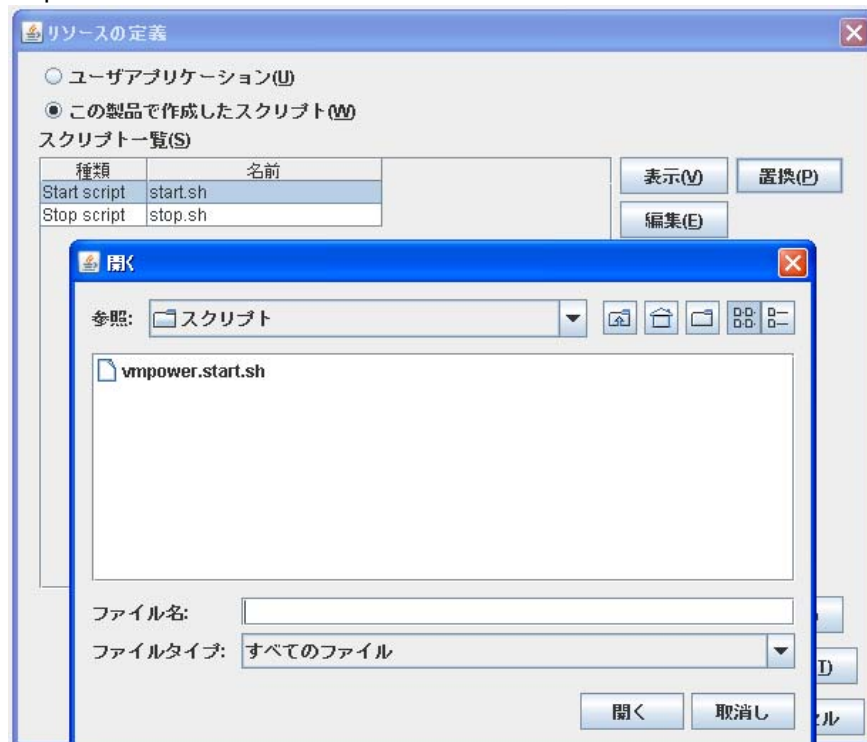 リソースの定義
ユーザアプリケーション(U)
この製品で作成したスクリプト(W)
スクリプト一覧(S)
種類 名前
Start script start.sh
Stop script stop.sh
表示(V) 置換(P)
編集(E)
開く
参照: スクリプト
vmpower.start.sh
ファイル名:
ファイルタイプ: すべてのファイル
T)
開く 取消し
ル